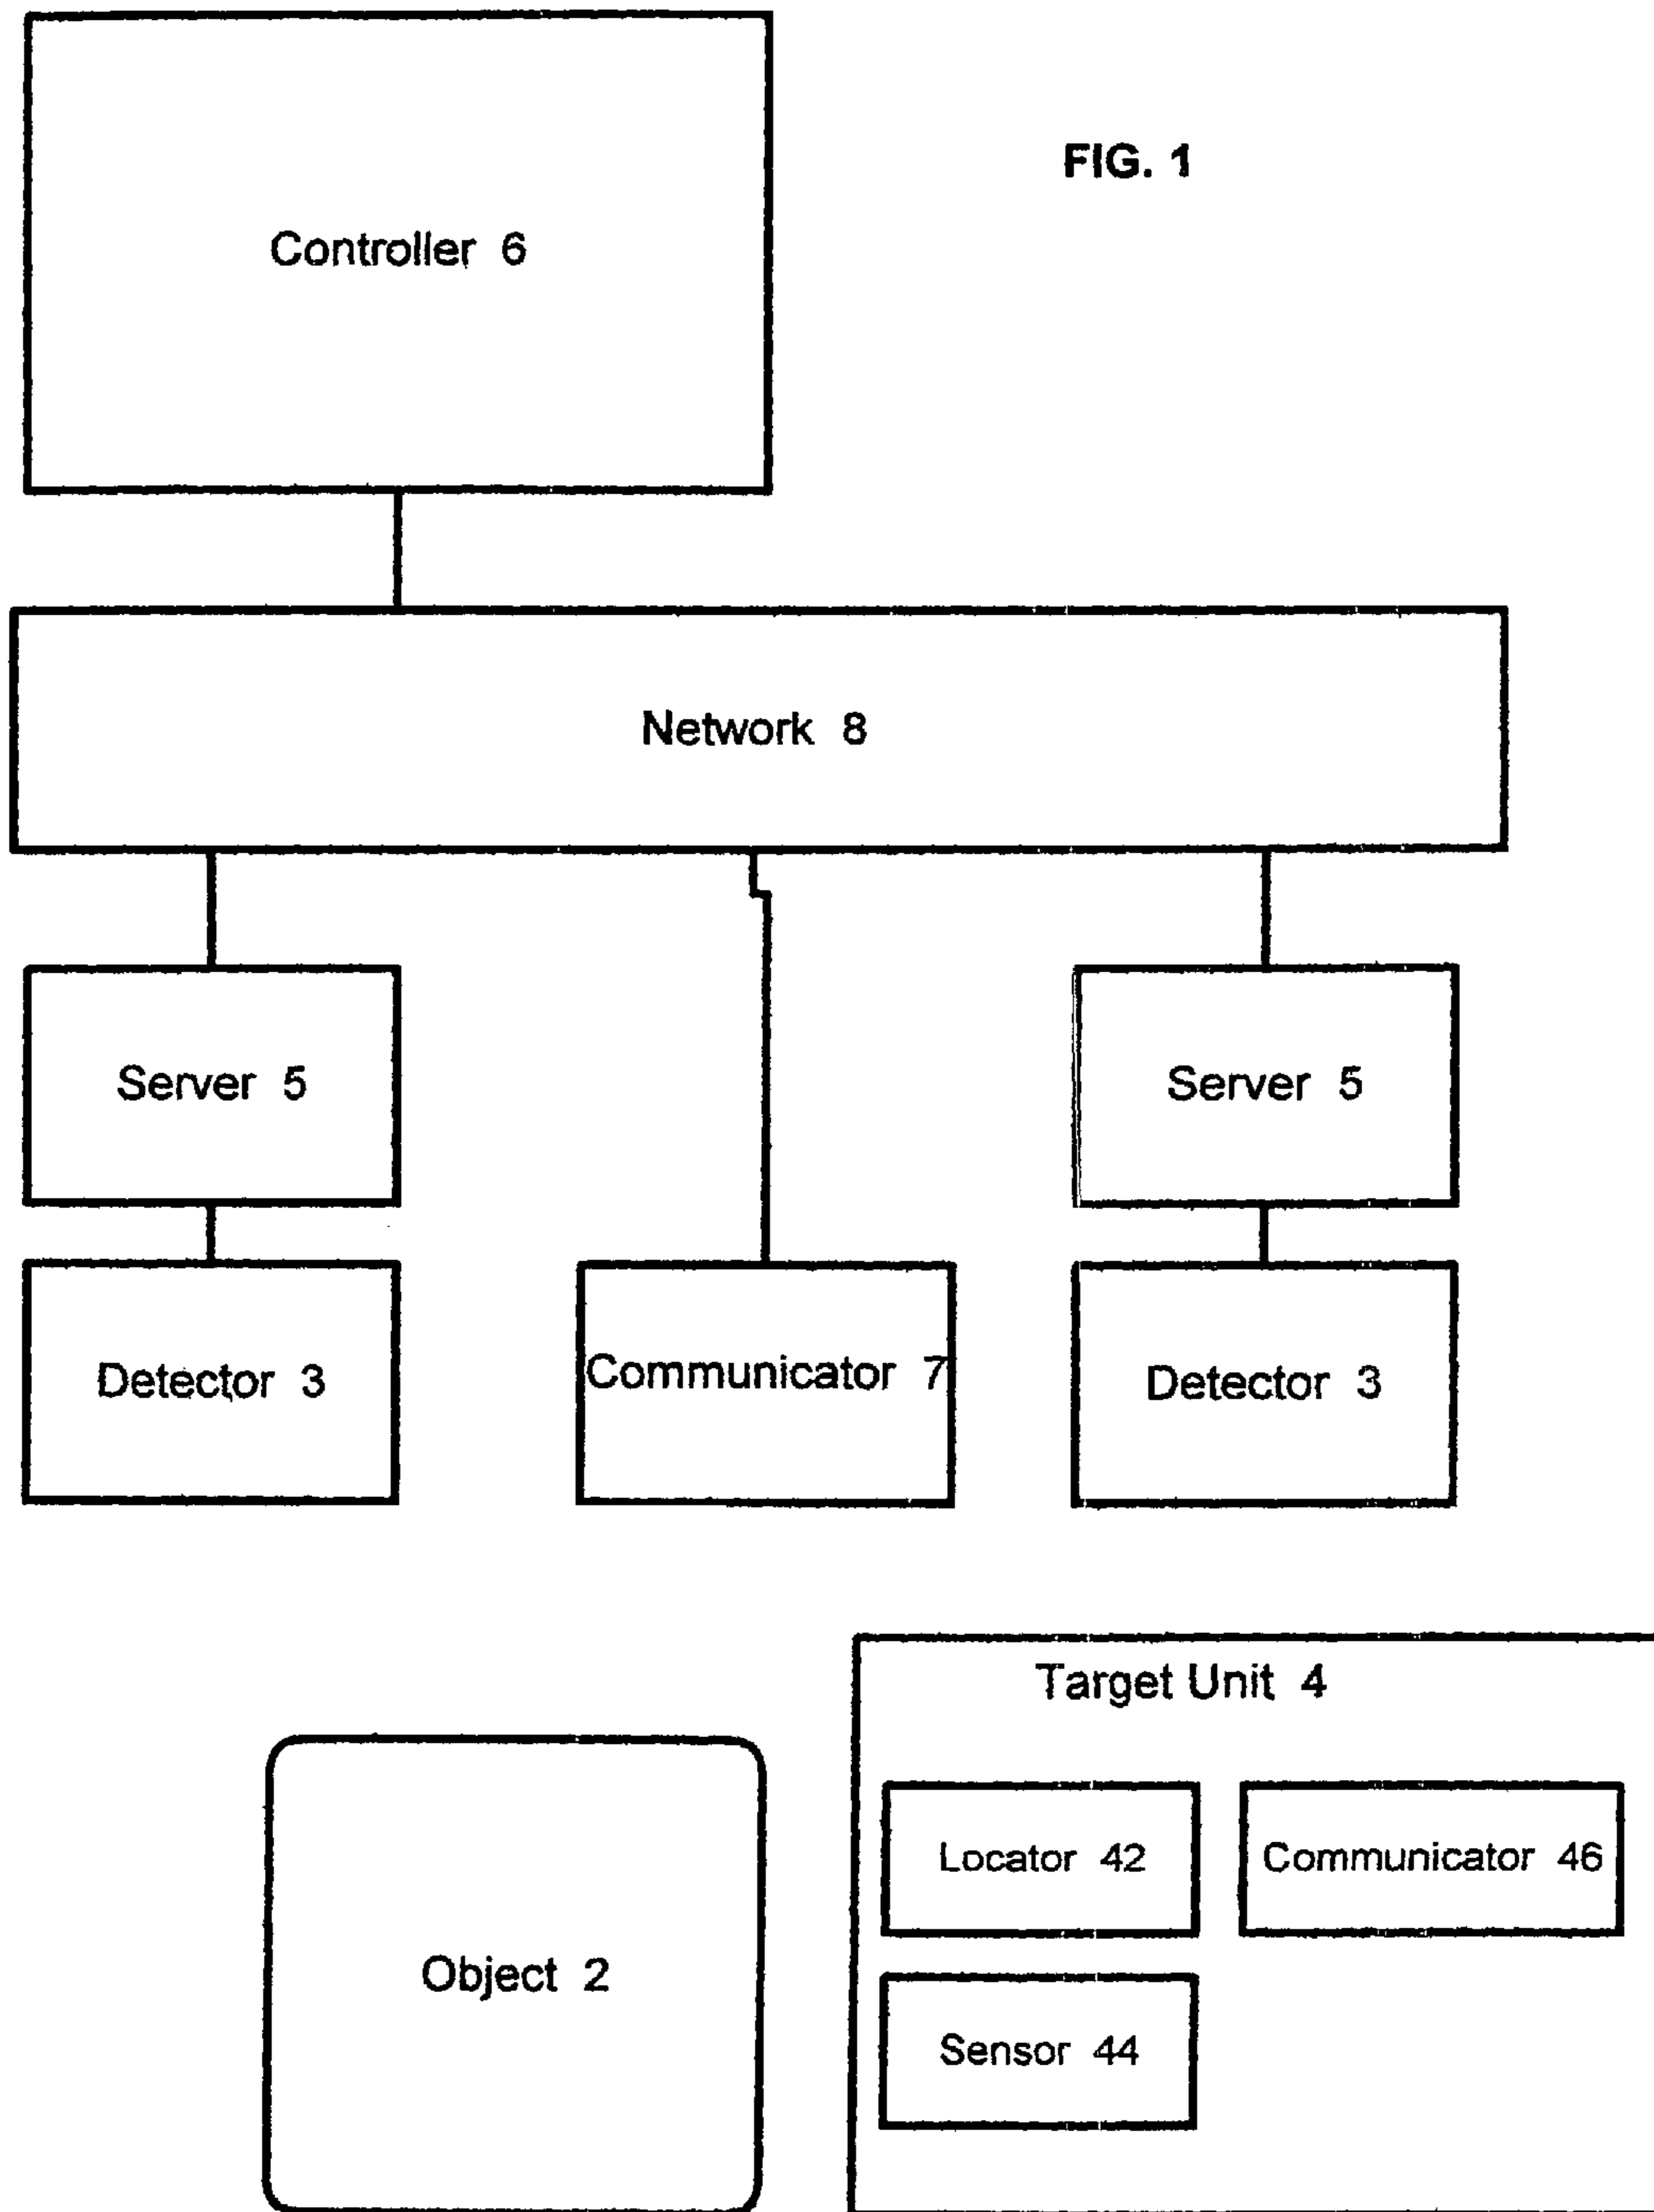 FIG. 1
Controller 6
Network 8
Server 5
Server 5
Detector 3
Communicator 7
Detector 3
Target Unit 4
Locator 42
Communicator 46
Object 2
Sensor 44